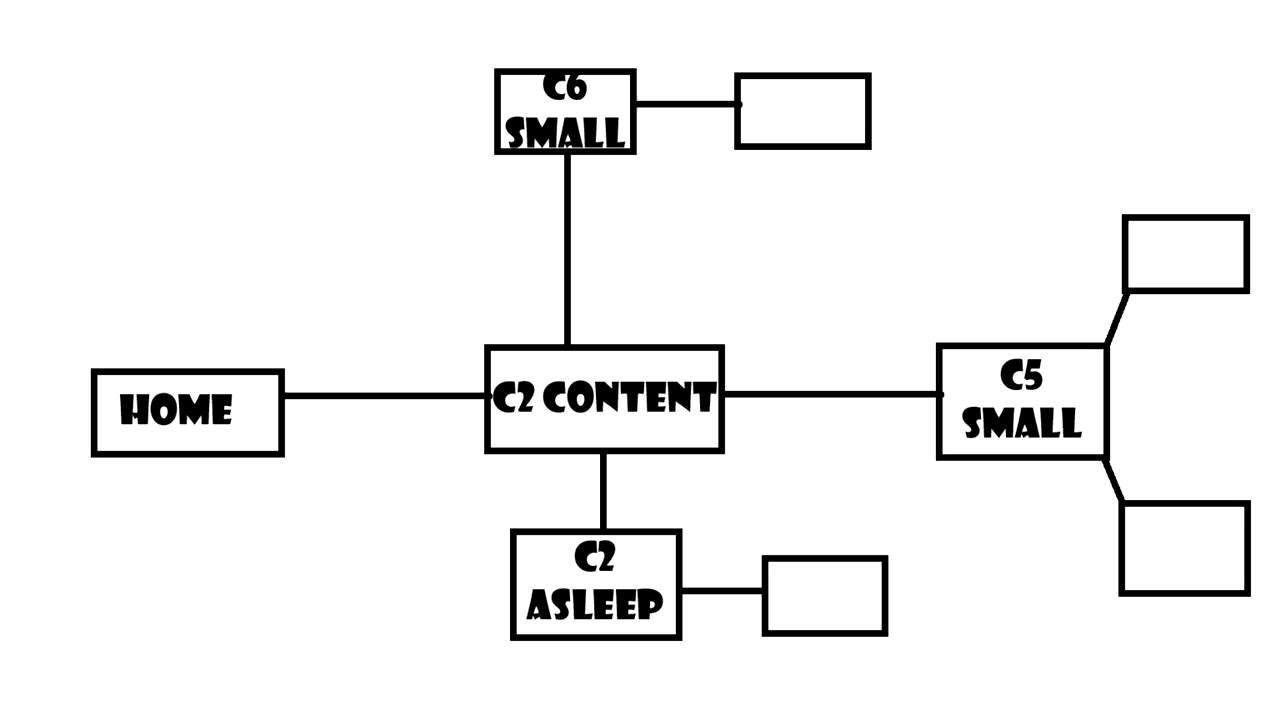 C6
SMALL
HOME
C2 CONTENT
C5
SMALL
C2
ASLEEP